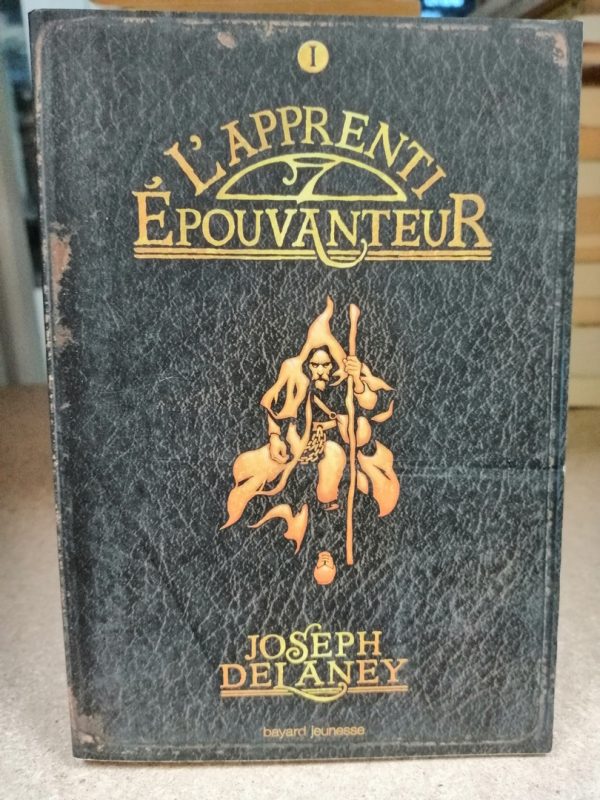 I
L'APPRENTI
ÉPOUVANTEUR
JOSEPH
DELANEY
bayard jeunesse